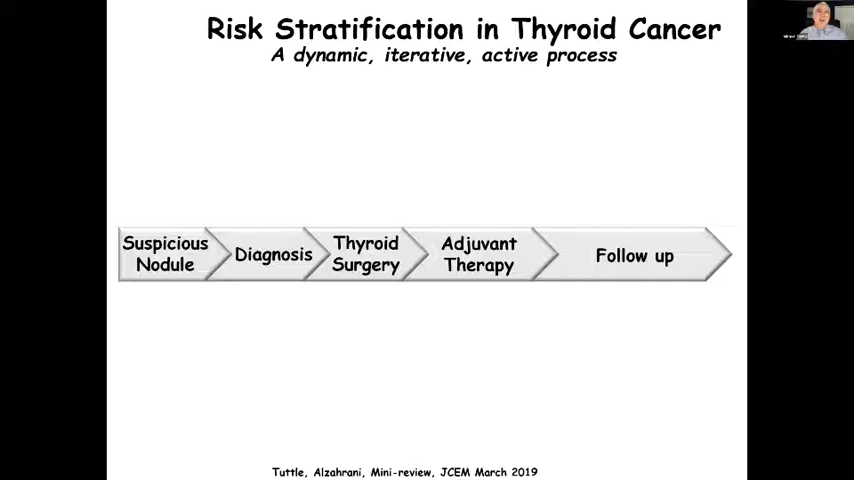 Risk Stratification in Thyroid Cancer
A dynamic, iterative, active process
Suspicious
Nodule
Diagnosis
Thyroid
Surgery
Adjuvant
Therapy
Follow up
Tuttle, Alzahrani, Mini-review, JCEM March 2019